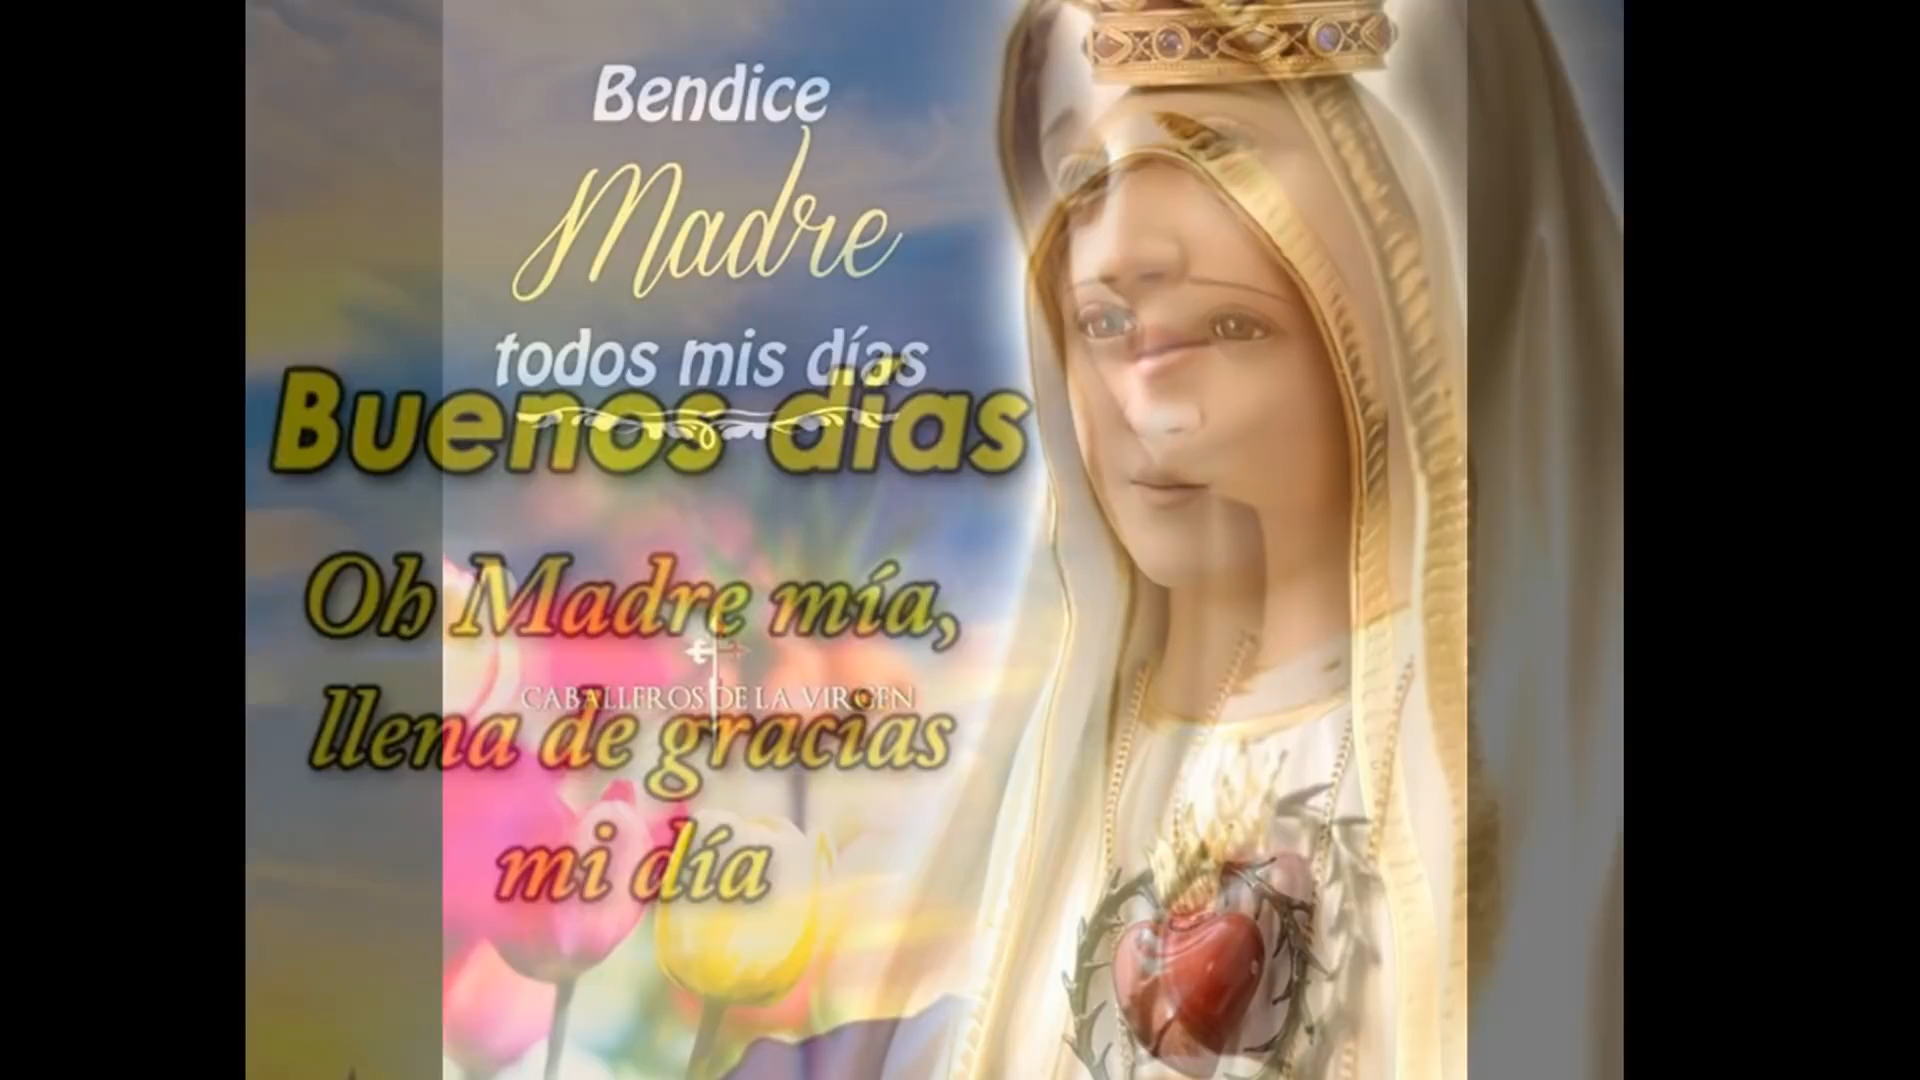 Bendice
Madre
todos mis días
Buenos días
Oh Madre mía,
CABALLEROS DE LA VIRGEN
llena de gracias
mi día